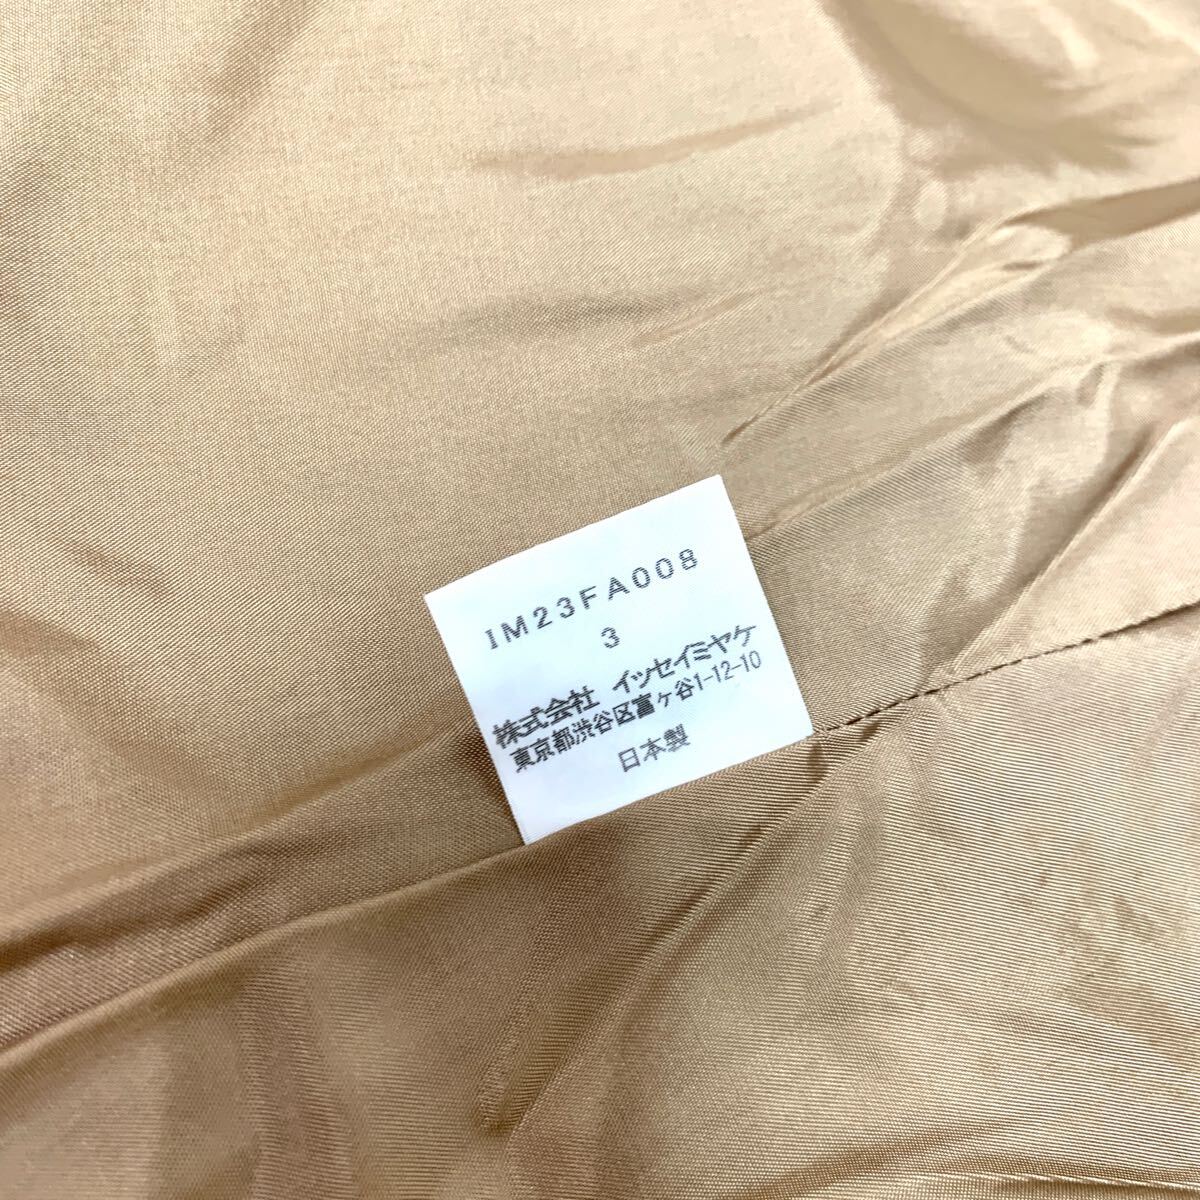 IM23FA008
3
株式会社 イッセイミヤケ
東京都渋谷区富ヶ谷1-12-10
日本製